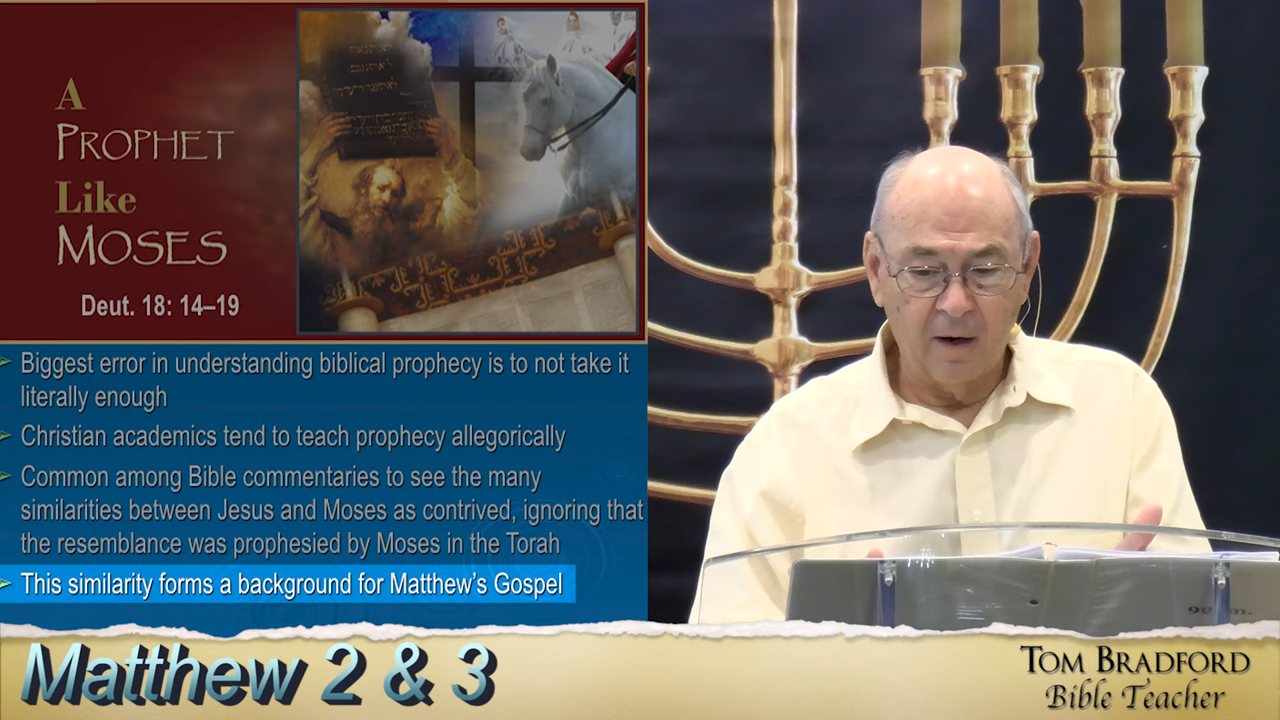 A
PROPHET
Like
MOSES
Deut. 18: 14–19
Biggest error in understanding biblical prophecy is to not take it
literally enough
Christian academics tend to teach prophecy allegorically
Common among Bible commentaries to see the many
similarities between Jesus and Moses as contrived, ignoring that
the resemblance was prophesied by Moses in the Torah
This similarity forms a background for Matthew's Gospel
Matthew 2 & 3
TOM BRADFORD
Bible Teacher